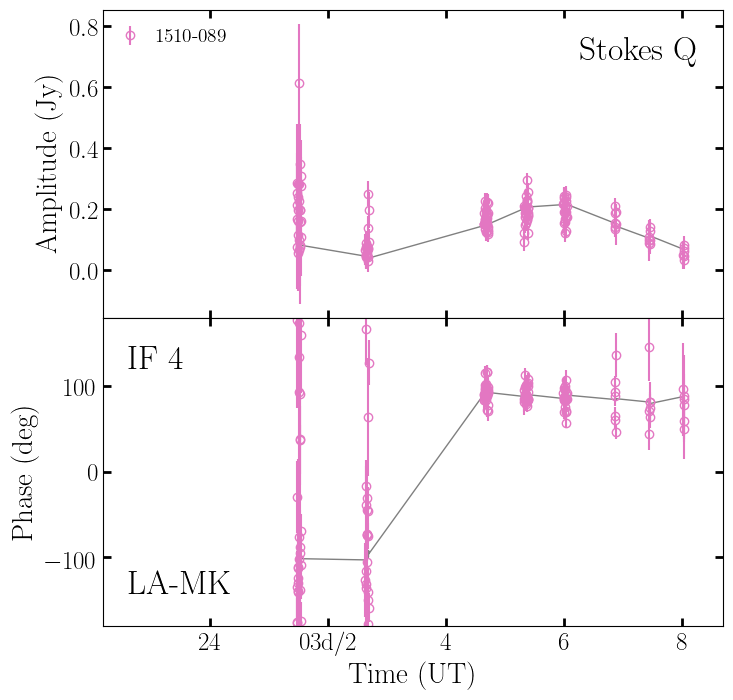 1510-089
Stokes Q
Amplitude (Jy)
0.8
0.6
0.4
0.2
0.0
IF 4
LA-MK
Phase (deg)
100
0
−100
24
03d/2
4
6
8
Time (UT)